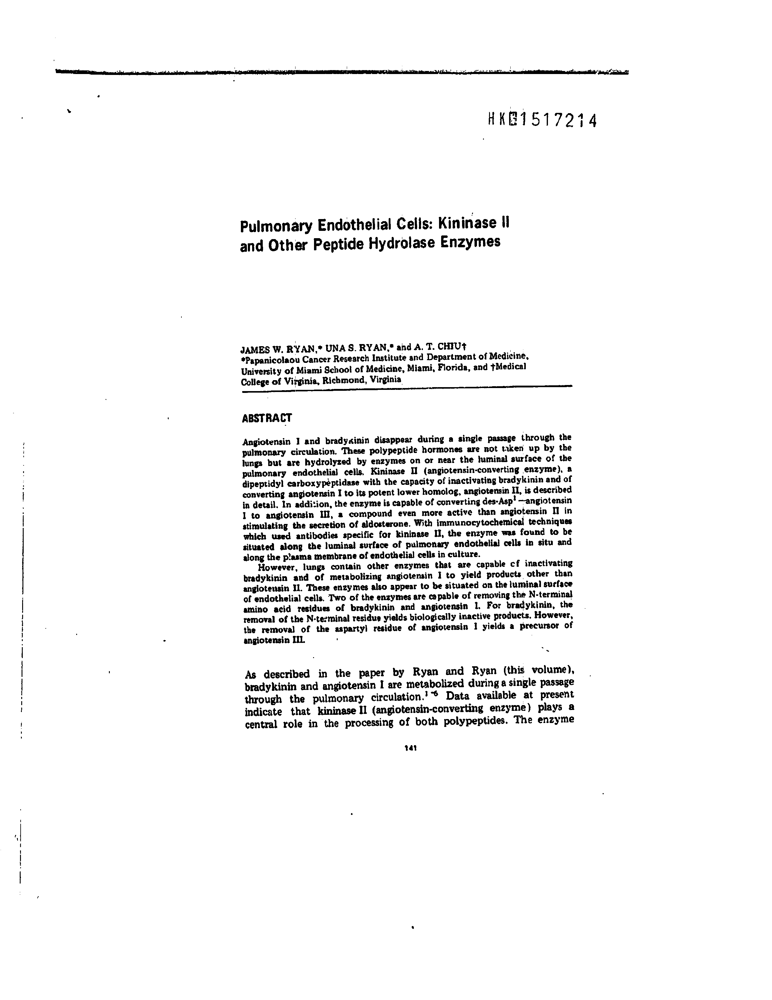 HK01517214
Pulmonary Endothelial Cells: Kininase II
and Other Peptide Hydrolase Enzymes
JAMES W. RYAN,* UNA S. RYAN,* and A. T. CHIU†
*Papanicolaou Cancer Research Institute and Department of Medicine,
University of Miami School of Medicine, Miami, Florida, and †Medical
College of Virginia, Richmond, Virginia
ABSTRACT
Angiotensin I and bradykinin disappear during a single passage through the
pulmonary circulation. These polypeptide hormones are not taken up by the
lungs but are hydrolyzed by enzymes on or near the luminal surface of the
pulmonary endothelial cells. Kininase II (angiotensin-converting enzyme), a
dipeptidyl carboxypeptidase with the capacity of inactivating bradykinin and of
converting angiotensin I to its potent lower homolog, angiotensin II, is described
in detail. In addition, the enzyme is capable of converting des-Asp¹—angiotensin
I to angiotensin III, a compound even more active than angiotensin II in
stimulating the secretion of aldosterone. With immunocytochemical techniques
which used antibodies specific for kininase II, the enzyme was found to be
situated along the luminal surface of pulmonary endothelial cells in situ and
along the plasma membrane of endothelial cells in culture.
However, lungs contain other enzymes that are capable of inactivating
bradykinin and of metabolizing angiotensin I to yield products other than
angiotensin II. These enzymes also appear to be situated on the luminal surface
of endothelial cells. Two of the enzymes are capable of removing the N-terminal
amino acid residues of bradykinin and angiotensin I. For bradykinin, the
removal of the N-terminal residue yields biologically inactive products. However,
the removal of the aspartyl residue of angiotensin I yields a precursor of
angiotensin III.
As described in the paper by Ryan and Ryan (this volume),
bradykinin and angiotensin I are metabolized during a single passage
through the pulmonary circulation.¹⁻⁶ Data available at present
indicate that kininase II (angiotensin-converting enzyme) plays a
central role in the processing of both polypeptides. The enzyme
141